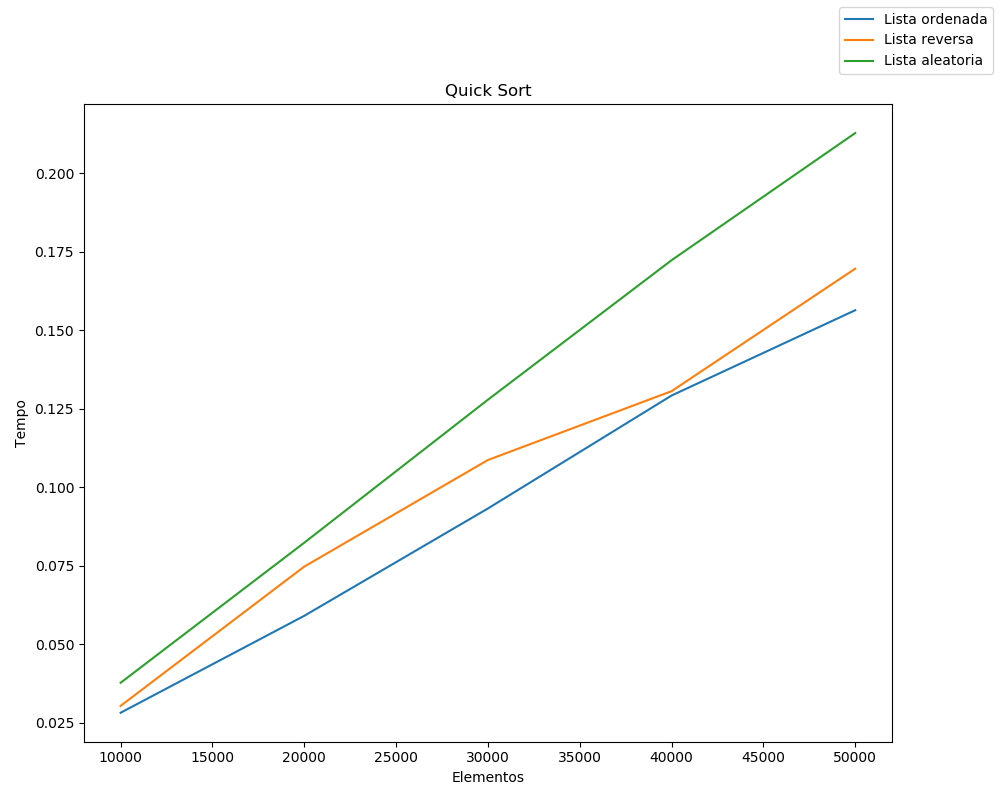 Lista ordenada
Lista reversa
Lista aleatoria
Quick Sort
0.200
0.175
0.150
0.125
0.100
0.075
0.050
0.025
Tempo
10000 15000 20000 25000 30000 35000 40000 45000 50000
Elementos